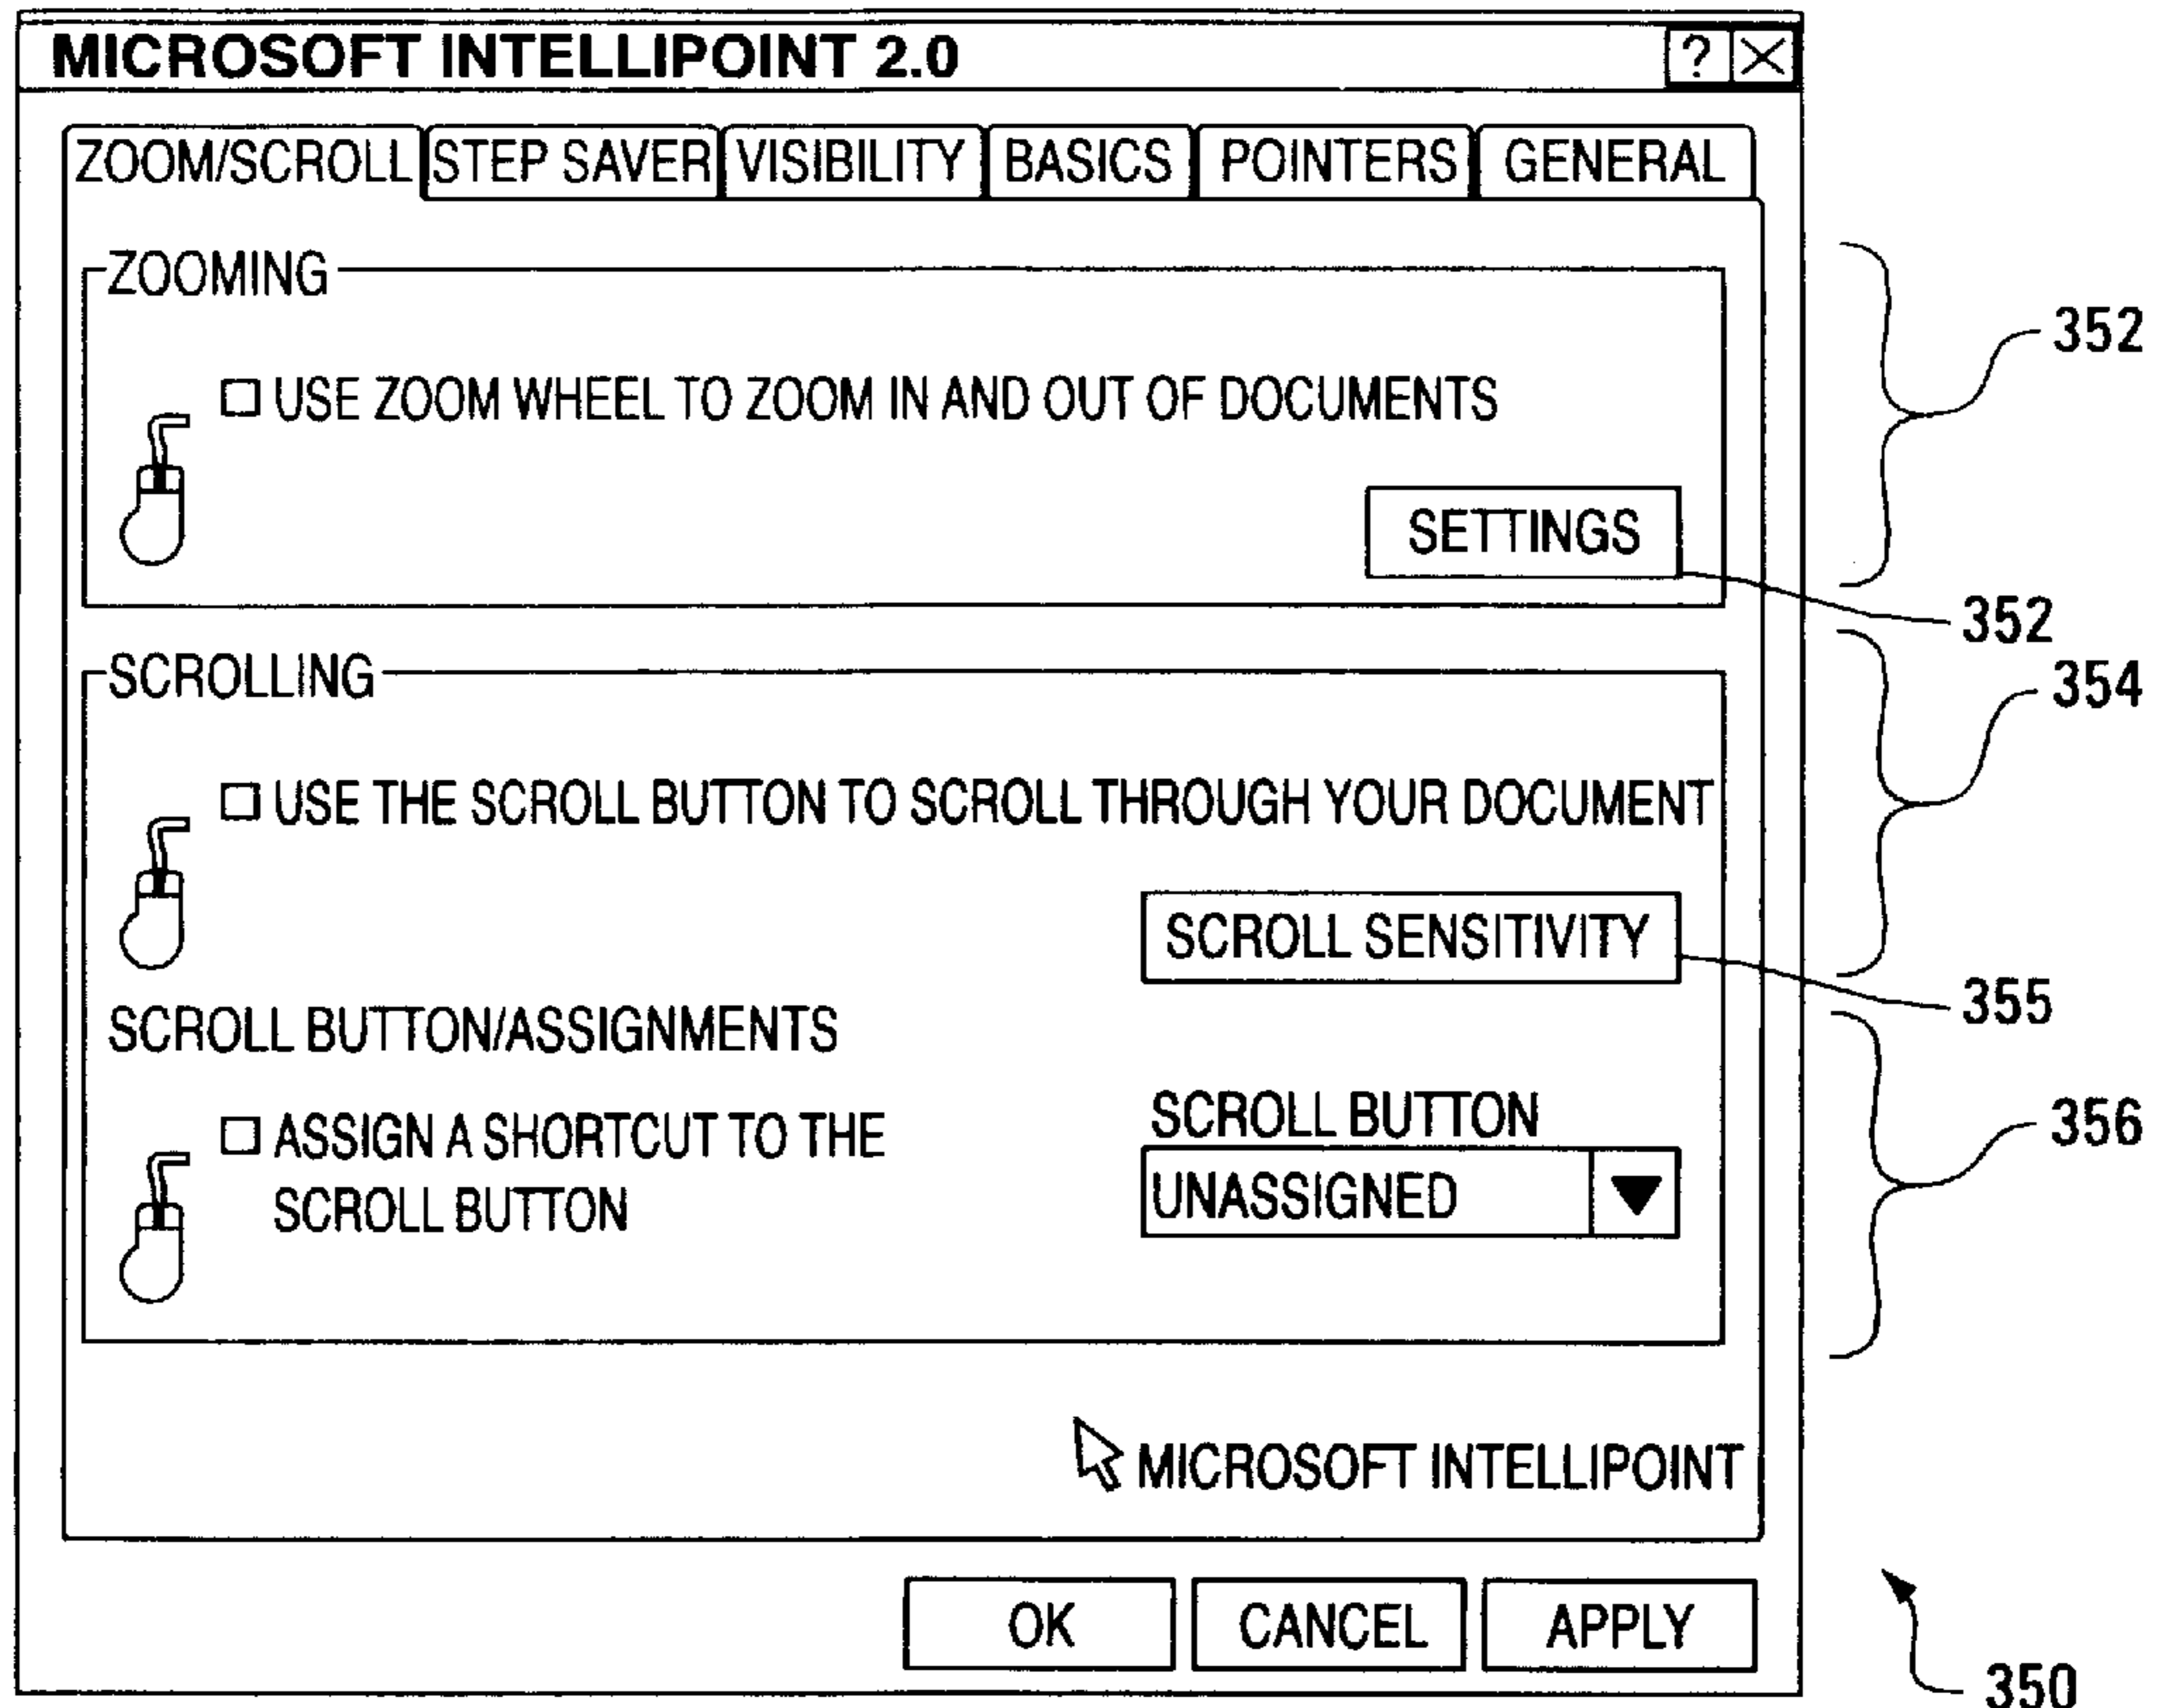 MICROSOFT INTELLIPOINT 2.0 ? X
ZOOM/SCROLL STEP SAVER VISIBILITY BASICS POINTERS GENERAL
ZOOMING
352
USE ZOOM WHEEL TO ZOOM IN AND OUT OF DOCUMENTS
SETTINGS
352
SCROLLING
354
USE THE SCROLL BUTTON TO SCROLL THROUGH YOUR DOCUMENT
SCROLL SENSITIVITY
355
SCROLL BUTTON/ASSIGNMENTS
ASSIGN A SHORTCUT TO THE
SCROLL BUTTON
SCROLL BUTTON
UNASSIGNED
356
MICROSOFT INTELLIPOINT
OK CANCEL APPLY
350